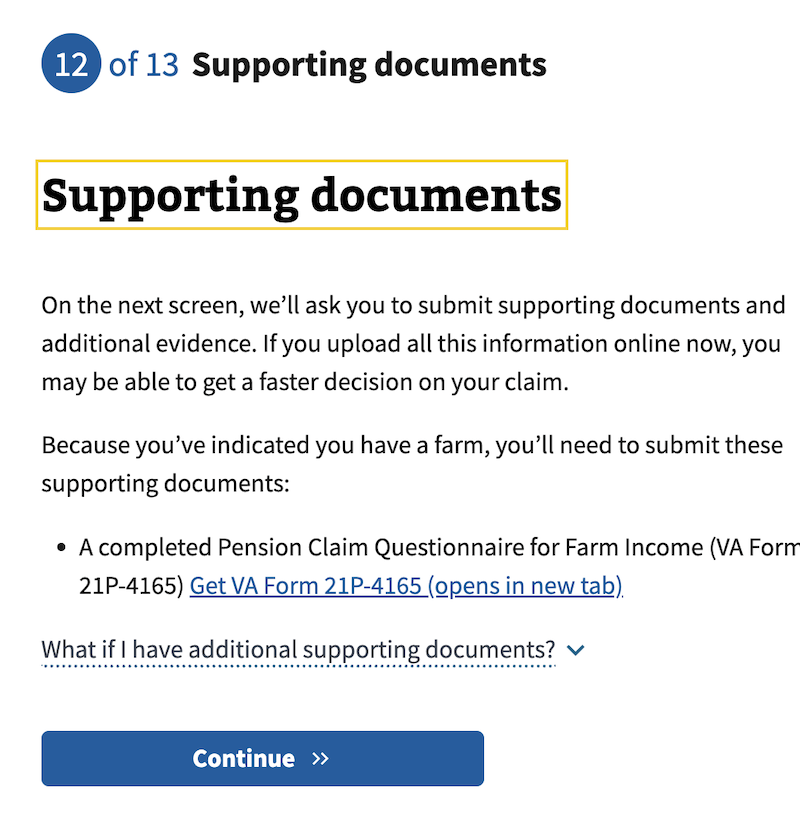 12 of 13 Supporting documents
Supporting documents
On the next screen, we’ll ask you to submit supporting documents and
additional evidence. If you upload all this information online now, you
may be able to get a faster decision on your claim.
Because you’ve indicated you have a farm, you’ll need to submit these
supporting documents:
• A completed Pension Claim Questionnaire for Farm Income (VA Form
21P-4165) Get VA Form 21P-4165 (opens in new tab)
What if I have additional supporting documents?
Continue »